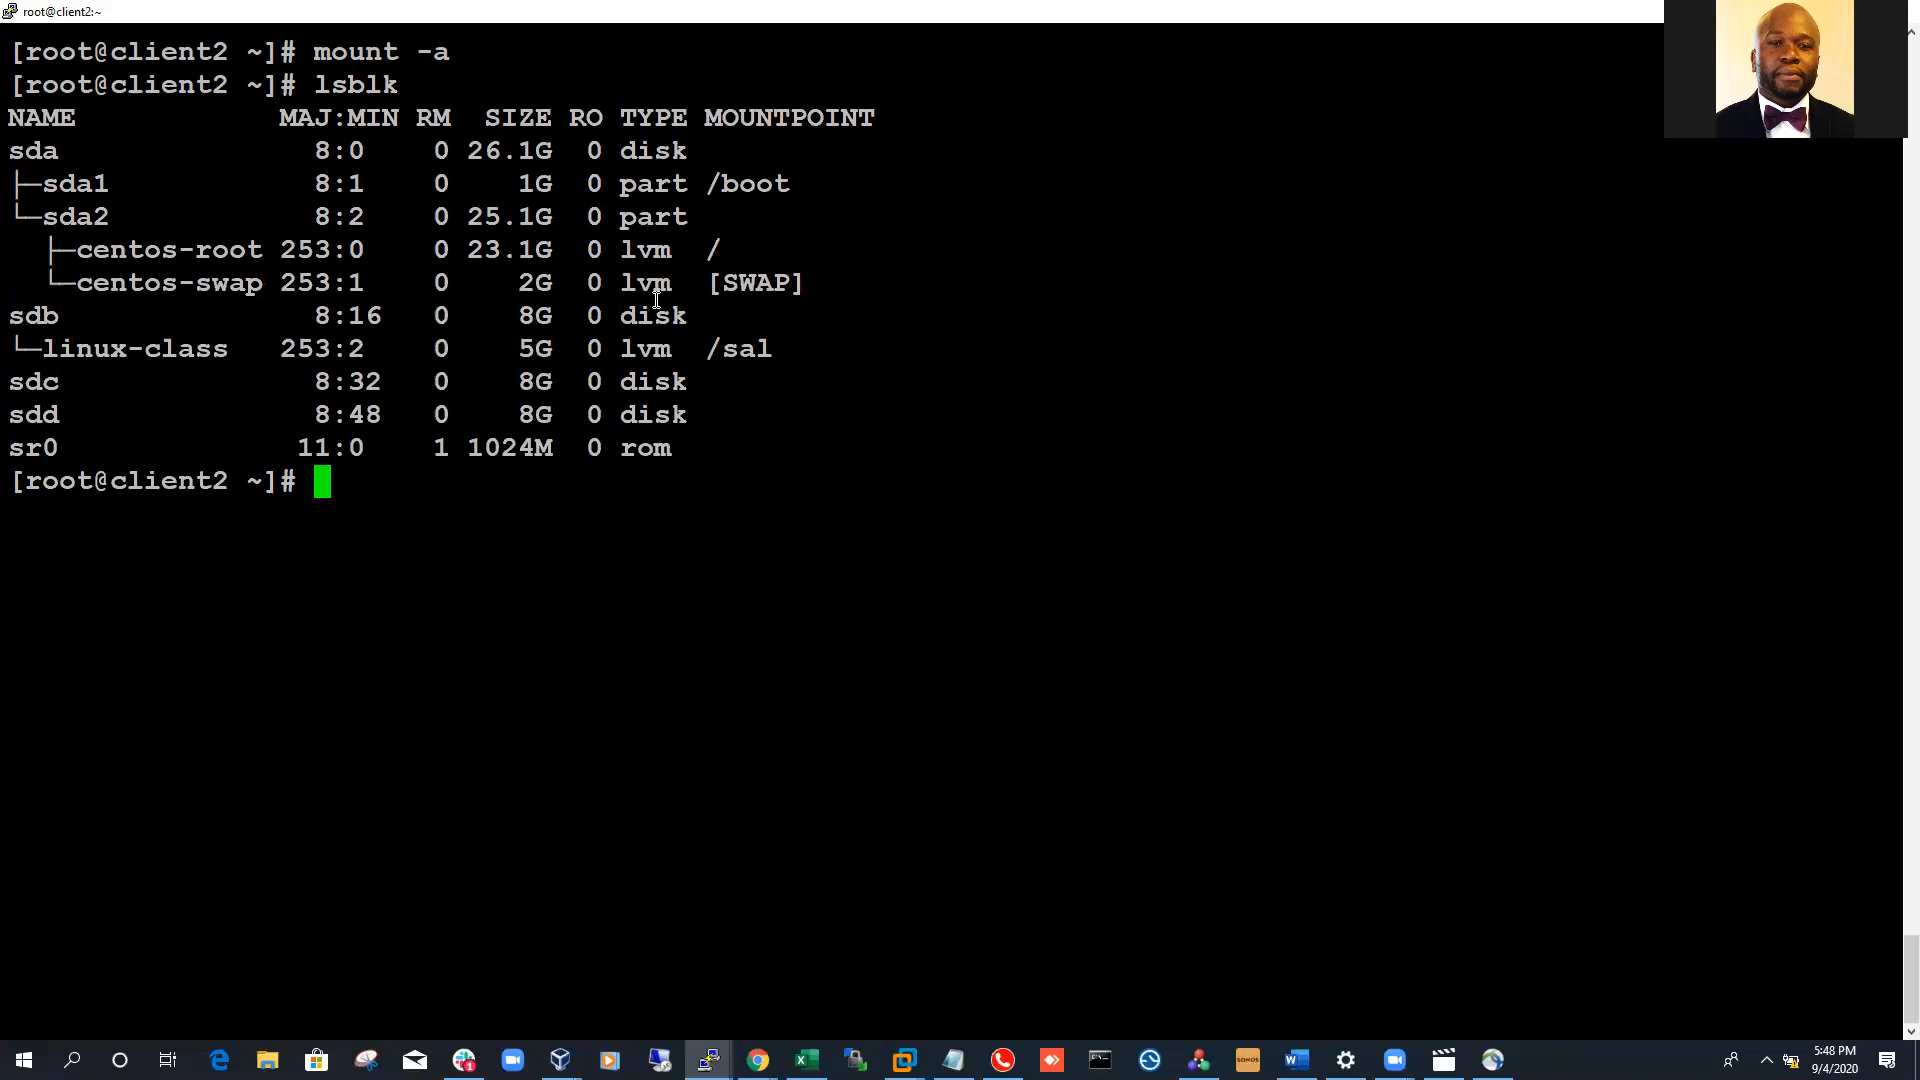 root@client2:~
[root@client2 ~]# mount -a
[root@client2 ~]# lsblk
NAME            MAJ:MIN RM   SIZE RO TYPE MOUNTPOINT
sda               8:0    0  26.1G  0 disk
├─sda1            8:1    0     1G  0 part /boot
└─sda2            8:2    0  25.1G  0 part
  ├─centos-root 253:0    0  23.1G  0 lvm  /
  └─centos-swap 253:1    0     2G  0 lvm  [SWAP]
sdb               8:16   0     8G  0 disk
└─linux-class   253:2    0     5G  0 lvm  /sal
sdc               8:32   0     8G  0 disk
sdd               8:48   0     8G  0 disk
sr0              11:0    1  1024M  0 rom
[root@client2 ~]#
SONOS
5:48 PM
9/4/2020